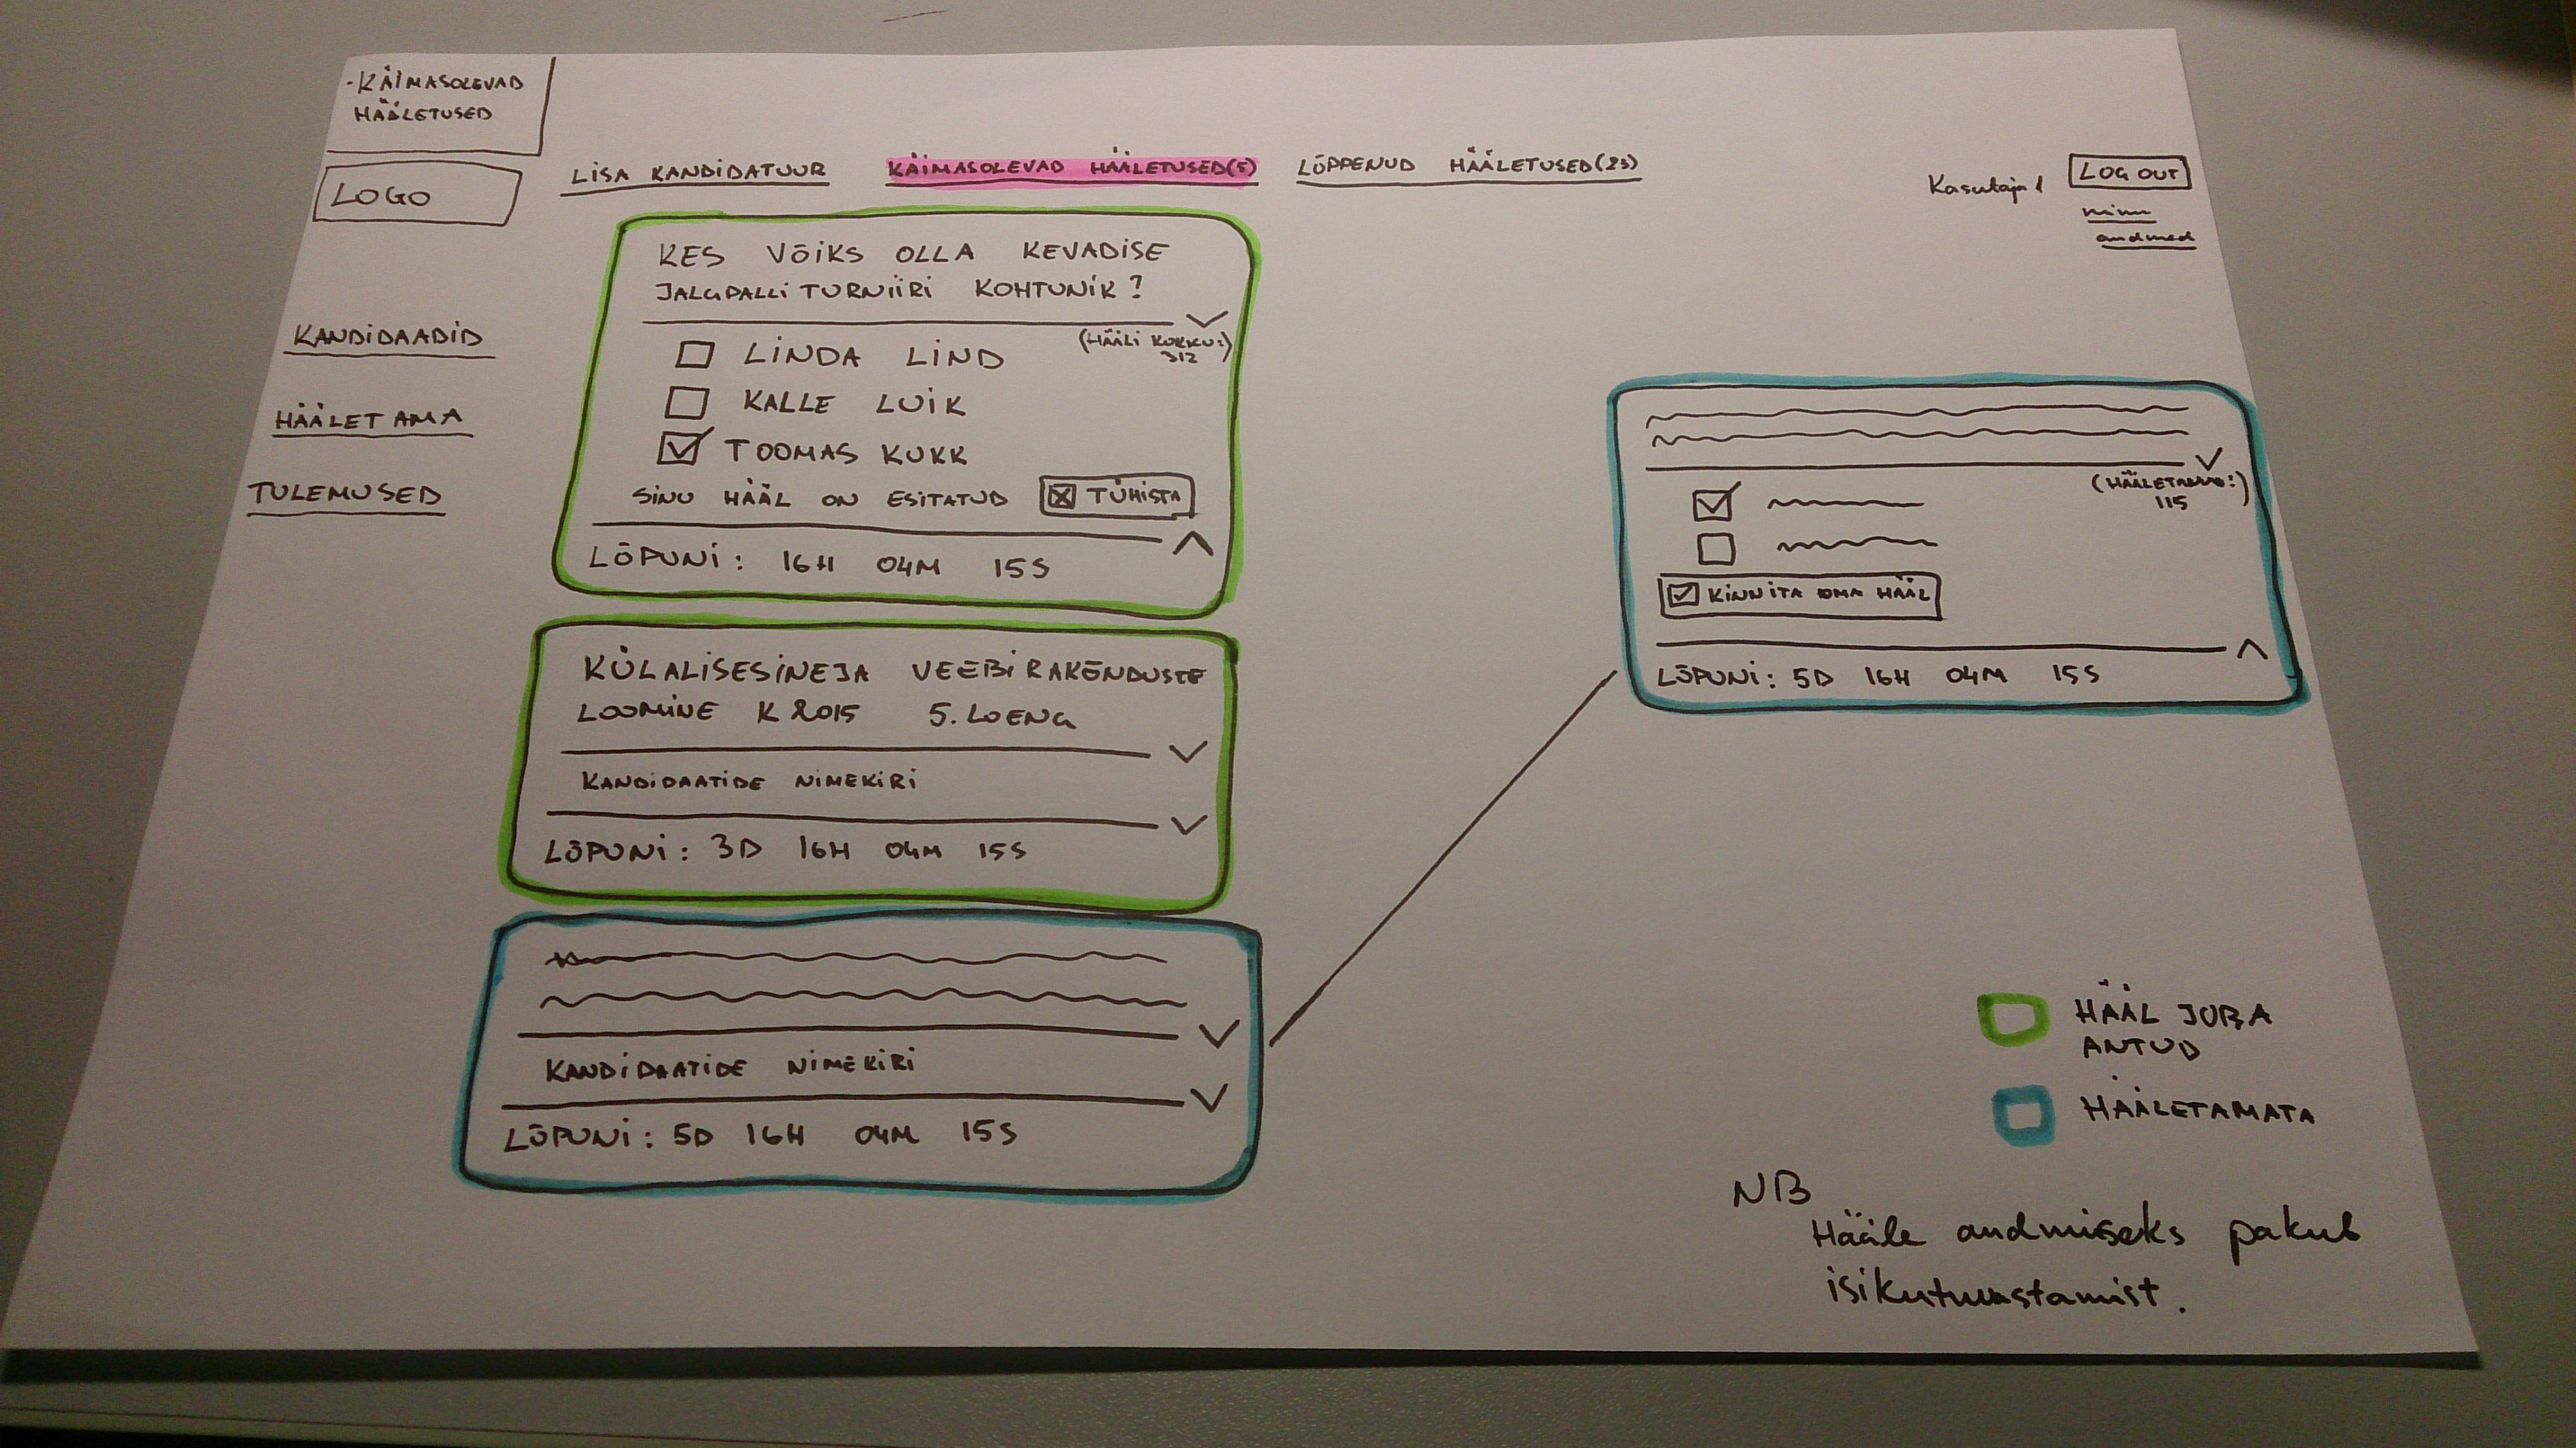 -KÄIMASOLEVAD
HÄÄLETUSED
LOGO
LISA KANDIDATUUR
KÄIMASOLEVAD HÄÄLETUSED(5)
LÕPPENUD HÄÄLETUSED(23)
Kasutaja 1
LOG OUT
minu
andmed
KANDIDAADID
HÄÄLETAMA
TULEMUSED
KES VÕIKS OLLA KEVADISE
JALGPALLI TURNIIRI KOHTUNIK?
(HÄÄLI KOKKU:)
312
LINDA LIND
KALLE LUIK
TOOMAS KUKK
SINU HÄÄL ON ESITATUD
TÜHISTA
LÕPUNI: 16H 04M 15S
KÜLALISESINEJA VEEBIRAKENDUSTE
LOOMINE K 2015 5. LOENG
KANDIDAATIDE NIMEKIRI
LÕPUNI: 3D 16H 04M 15S
KANDIDAATIDE NIMEKIRI
LÕPUNI: 5D 16H 04M 15S
115
KINNITA OMA HÄÄL
LÕPUNI: 5D 16H 04M 15S
HÄÄL JUBA
ANTUD
HÄÄLETAMATA
NB
Hääle andmiseks pakub
isikutuvastamist.